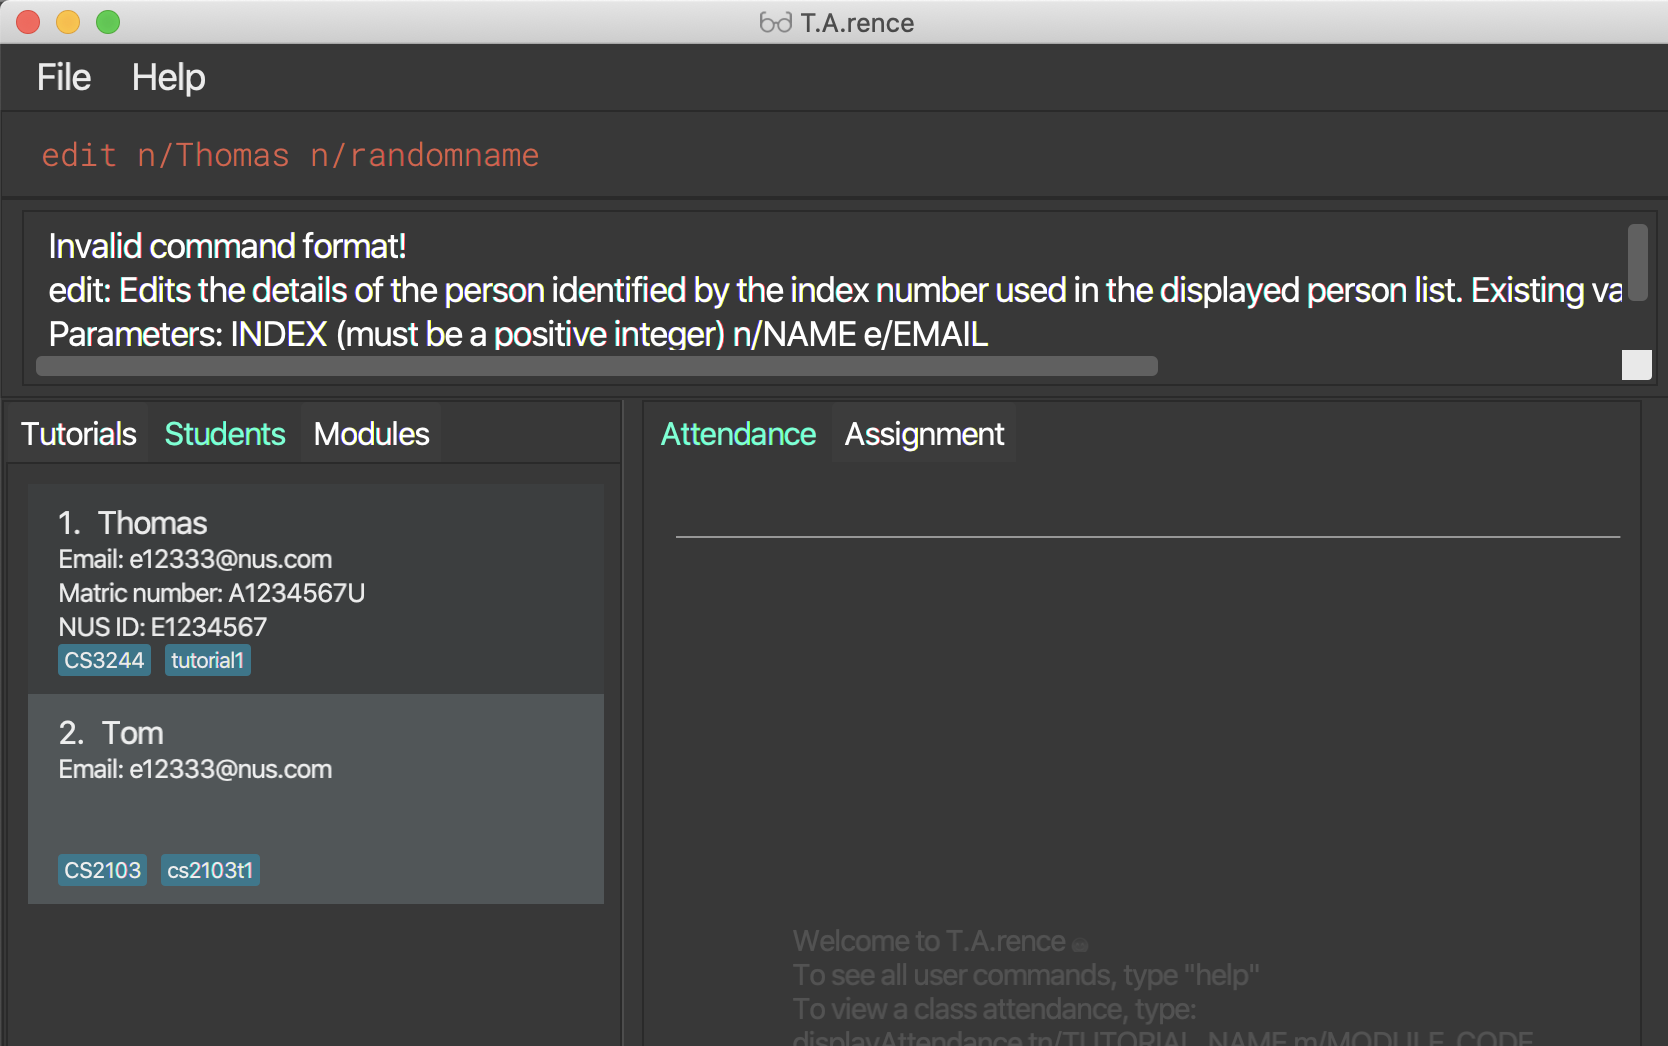 T.A.rence
File Help
edit n/Thomas n/randomname
Invalid command format!
edit: Edits the details of the person identified by the index number used in the displayed person list. Existing va
Parameters: INDEX (must be a positive integer) n/NAME e/EMAIL
Tutorials Students Modules
Attendance Assignment
1. Thomas
Email: e12333@nus.com
Matric number: A1234567U
NUS ID: E1234567
CS3244 tutorial1
2. Tom
Email: e12333@nus.com
CS2103 cs2103t1
Welcome to T.A.rence
To see all user commands, type "help"
To view a class attendance, type:
displayAttendance tn/TUTORIAL_NAME m/MODULE_CODE